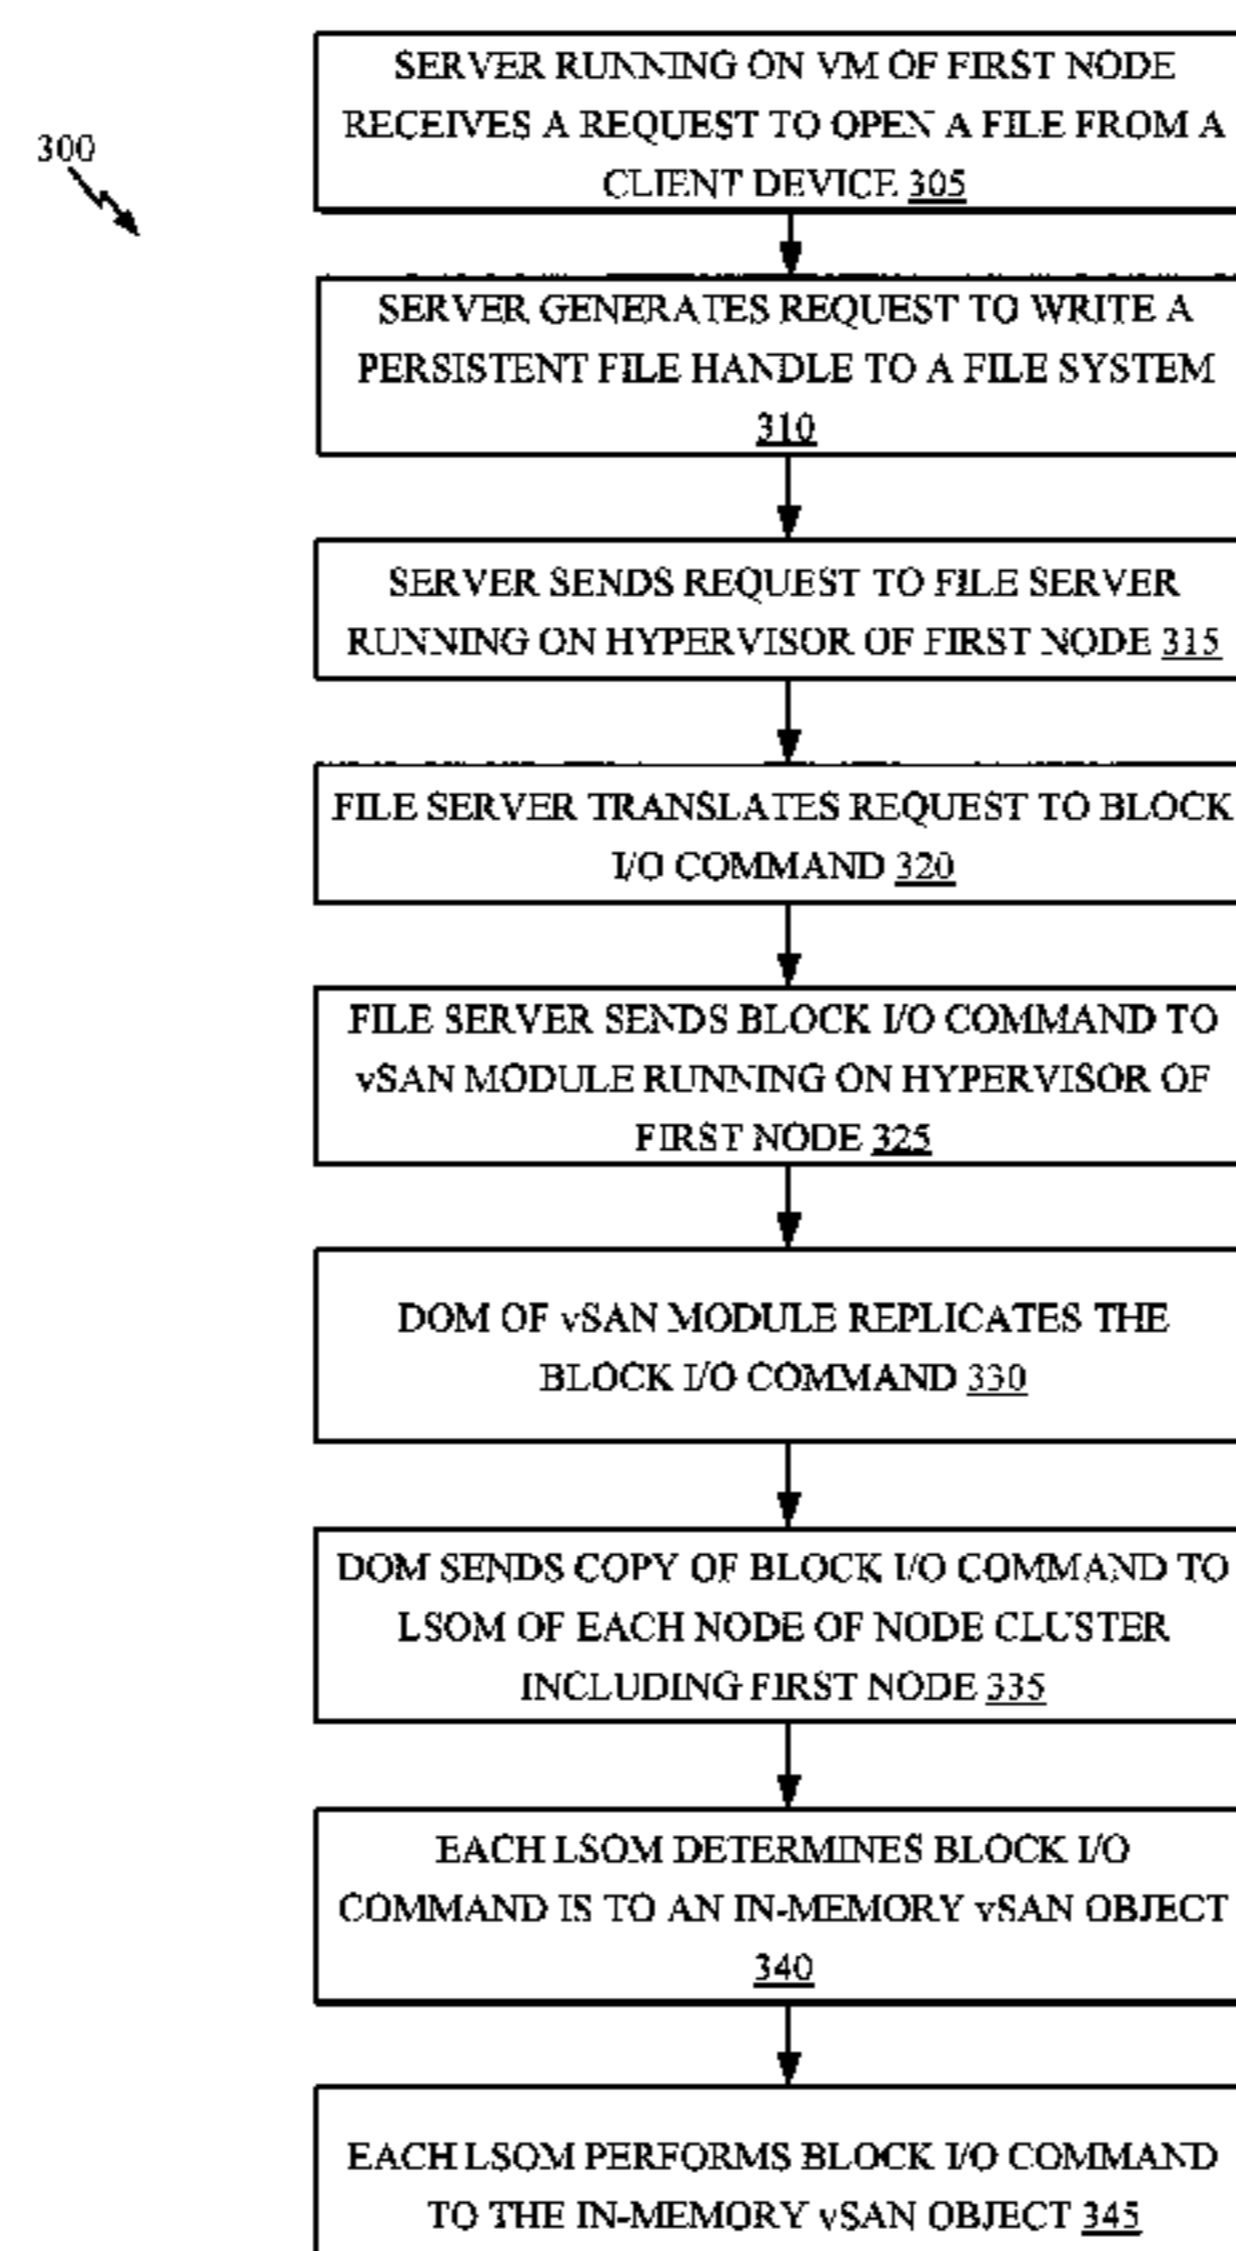 300
SERVER RUNNING ON VM OF FIRST NODE
RECEIVES A REQUEST TO OPEN A FILE FROM A
CLIENT DEVICE 305
SERVER GENERATES REQUEST TO WRITE A
PERSISTENT FILE HANDLE TO A FILE SYSTEM
310
SERVER SENDS REQUEST TO FILE SERVER
RUNNING ON HYPERVISOR OF FIRST NODE 315
FILE SERVER TRANSLATES REQUEST TO BLOCK
I/O COMMAND 320
FILE SERVER SENDS BLOCK I/O COMMAND TO
vSAN MODULE RUNNING ON HYPERVISOR OF
FIRST NODE 325
DOM OF vSAN MODULE REPLICATES THE
BLOCK I/O COMMAND 330
DOM SENDS COPY OF BLOCK I/O COMMAND TO
LSOM OF EACH NODE OF NODE CLUSTER
INCLUDING FIRST NODE 335
EACH LSOM DETERMINES BLOCK I/O
COMMAND IS TO AN IN-MEMORY vSAN OBJECT
340
EACH LSOM PERFORMS BLOCK I/O COMMAND
TO THE IN-MEMORY vSAN OBJECT 345